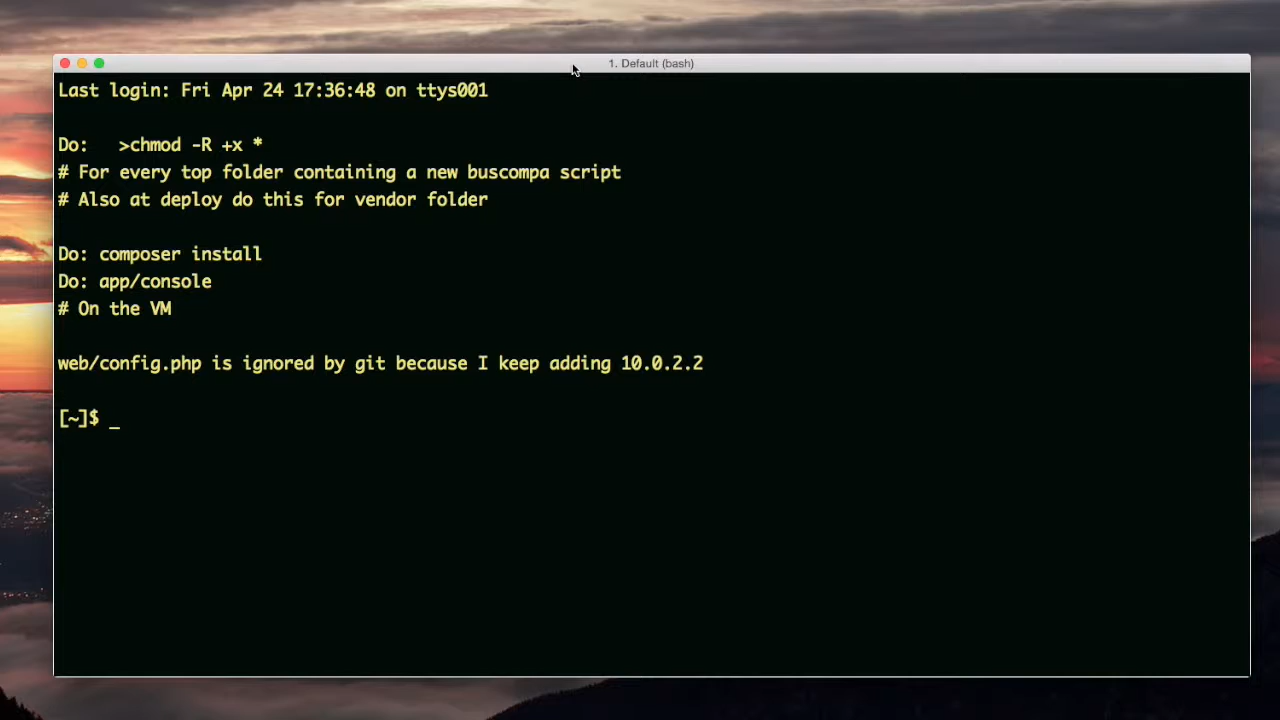 1. Default (bash)
Last login: Fri Apr 24 17:36:48 on ttys001
Do:   >chmod -R +x *
# For every top folder containing a new buscompa script
# Also at deploy do this for vendor folder
Do: composer install
Do: app/console
# On the VM
web/config.php is ignored by git because I keep adding 10.0.2.2
[~]$ _